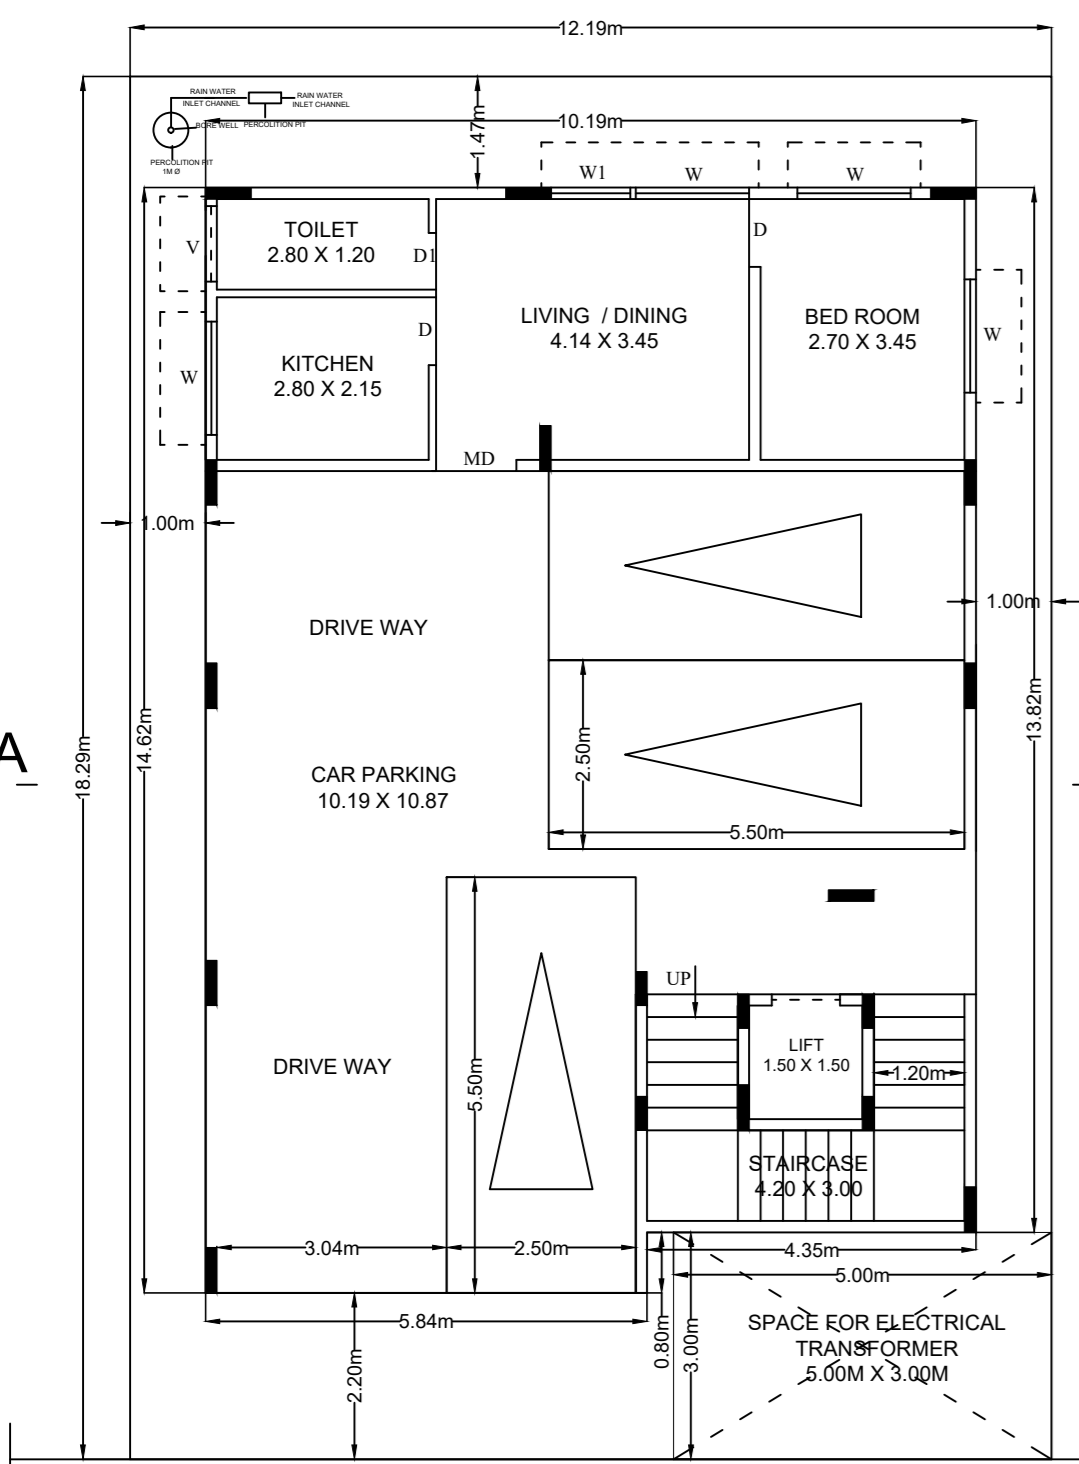 12.19m
RAIN WATER
INLET CHANNEL
RAIN WATER
INLET CHANNEL
BORE WELL
PERCOLITION PIT
PERCOLITION PIT
1M Ø
1.47m
10.19m
W1
W
W
V
TOILET
2.80 X 1.20
D1
D
LIVING / DINING
4.14 X 3.45
BED ROOM
2.70 X 3.45
W
D
KITCHEN
2.80 X 2.15
W
MD
1.00m
1.00m
DRIVE WAY
A
18.29m
14.62m
13.82m
2.50m
CAR PARKING
10.19 X 10.87
5.50m
UP
LIFT
1.50 X 1.50
1.20m
DRIVE WAY
5.50m
STAIRCASE
4.20 X 3.00
3.04m
2.50m
4.35m
5.00m
5.84m
0.80m
3.00m
2.20m
SPACE FOR ELECTRICAL
TRANSFORMER
5.00M X 3.00M